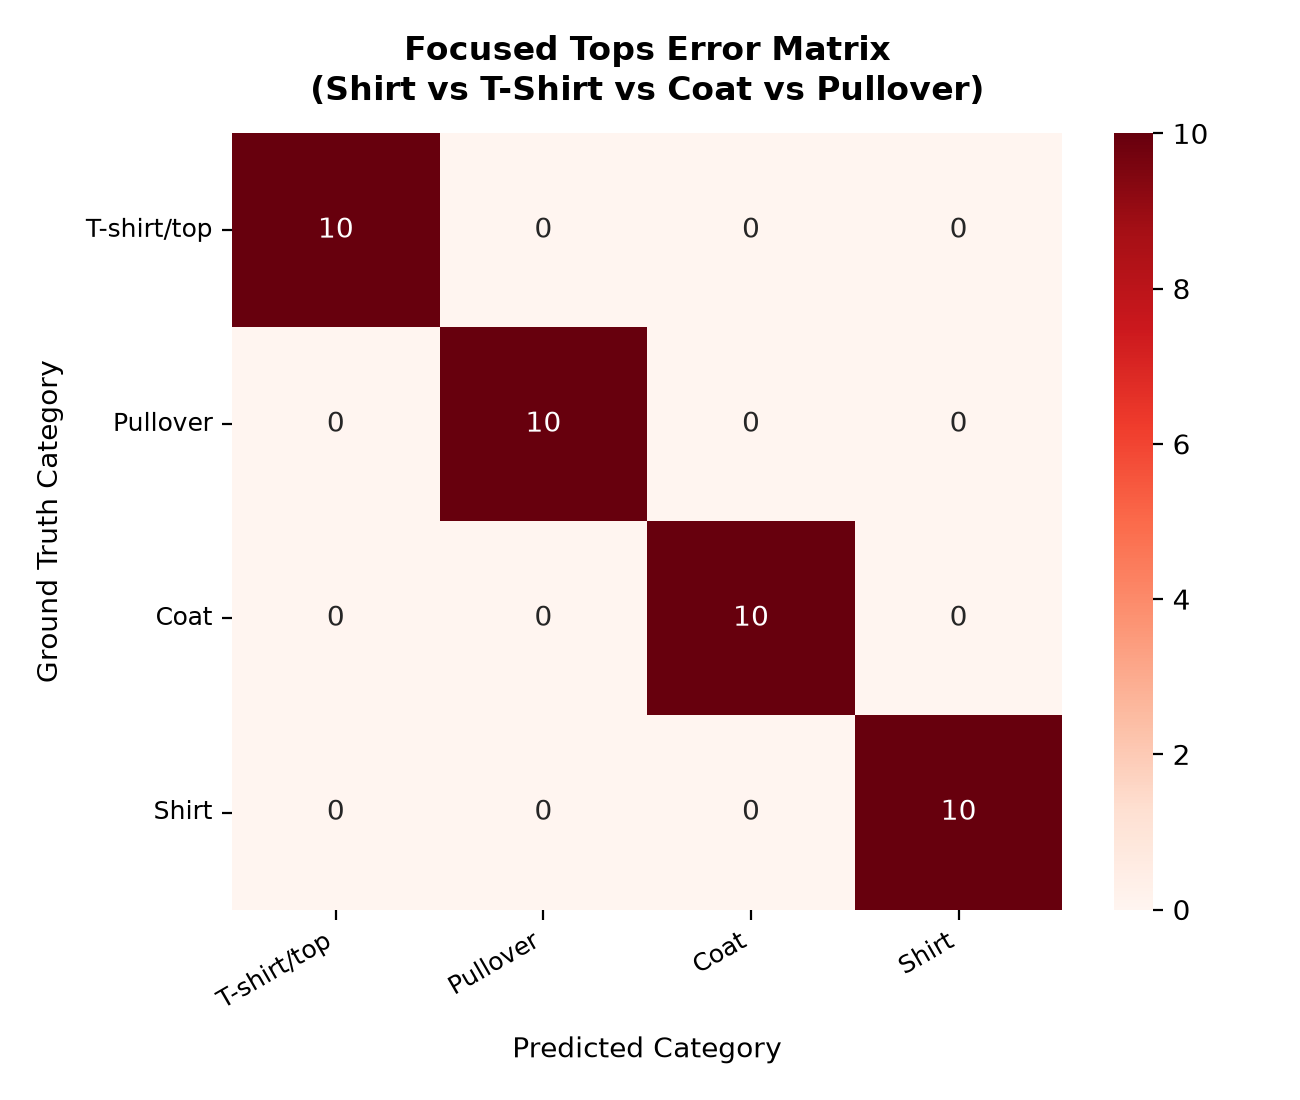 Focused Tops Error Matrix
(Shirt vs T-Shirt vs Coat vs Pullover)
Ground Truth Category
T-shirt/top 10 0 0 0
Pullover 0 10 0 0
Coat 0 0 10 0
Shirt 0 0 0 10
T-shirt/top Pullover Coat Shirt
Predicted Category
10
8
6
4
2
0